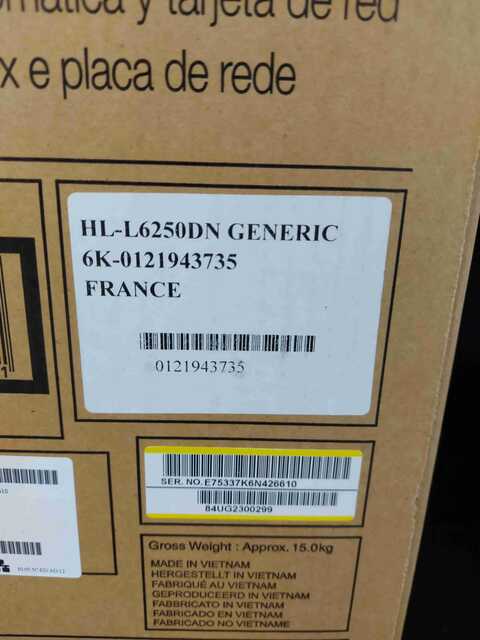 y tarjeta de red
x e placa de rede
HL-L6250DN GENERIC
6K-0121943735
FRANCE
0121943735
SER. NO.E75337K6N426610
84UG2300299
Gross Weight : Approx. 15.0kg
MADE IN VIETNAM
HERGESTELLT IN VIETNAM
FABRIQUÉ AU VIETNAM
GEPRODUCEERD IN VIETNAM
FABBRICATO IN VIETNAM
FABRICADO EN VIETNAM
FABRICADO NO VIETNAME